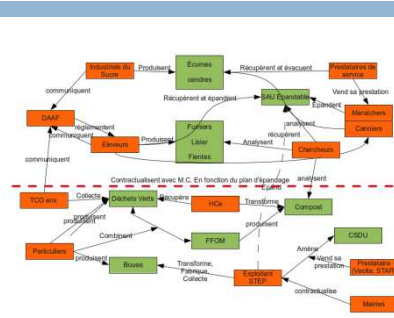 Industriels du
Sucre
Produisent
Écumes
cendres
Récupèrent et évacuent
Prestataires de
service
communiquent
Récupèrent et épandent
SAU Épandable
Vend sa prestation
Epandent
Maraîchers
Canniers
DAAF
réglementent
communiquent
Eleveurs
Produisent
Fumiers
Lisier
Fientes
analysent
récupèrent
Analysent
Chercheurs
communiquent
analysent
Contractualisent avec M.C. En fonction du plan d'épandage
Epand
TCO env.
Collecte
Déchets Verts
Récupère
HCe
Transforme
Compost
produisent
produisent
produisent
Particuliers
Combinent
FFOM
CSDU
produisent
Boues
Transforme,
Fabrique,
Collecte
Exploitant
STEP
Amène
Vend sa
prestation
Prestataire
(Veolia, STAR)
contractualise
Mairies